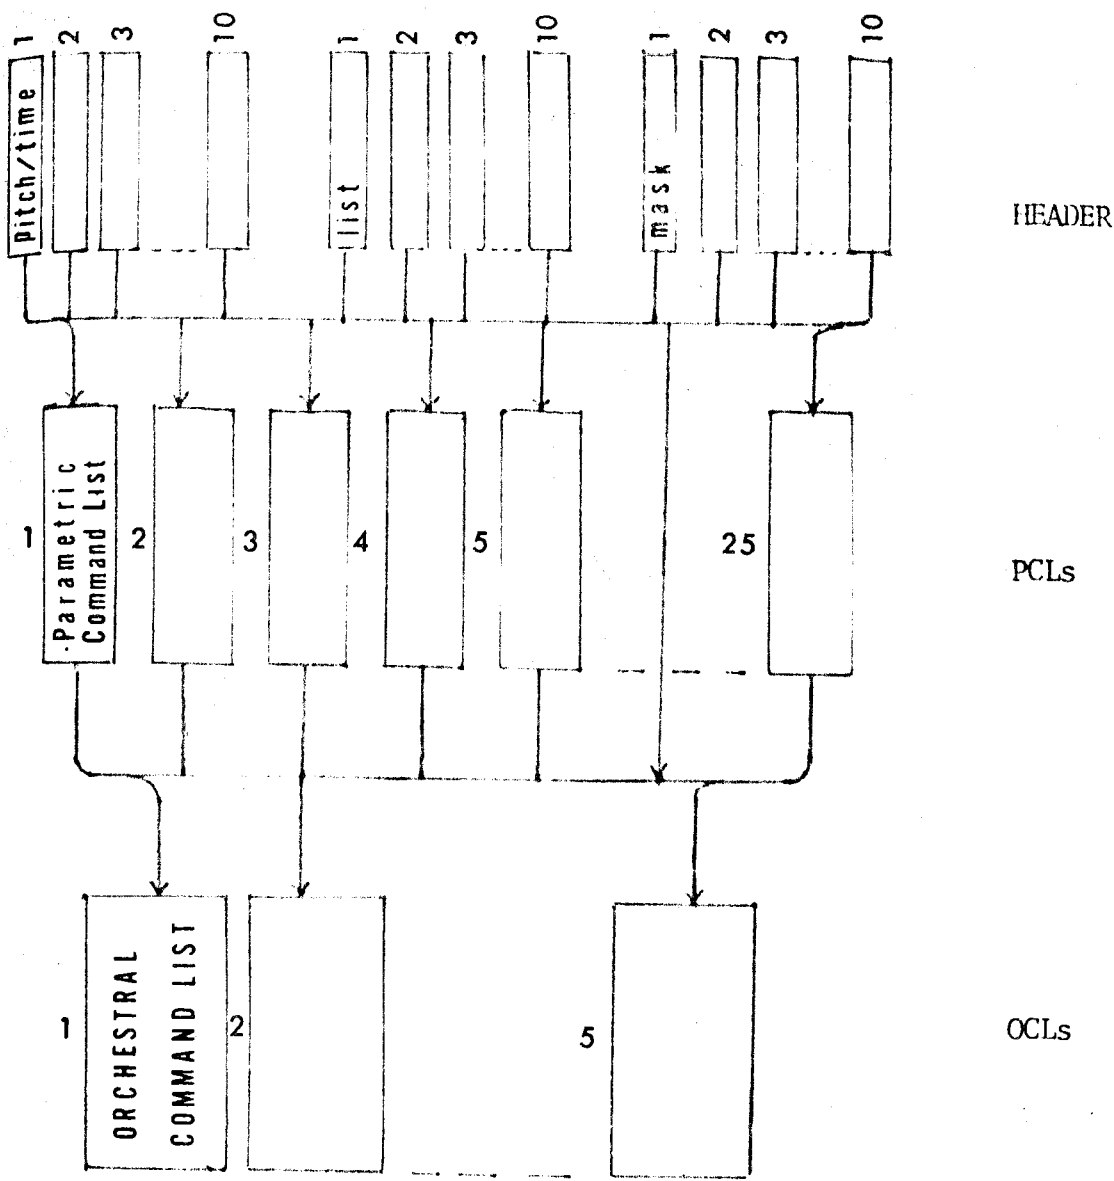 1
2
3
10
1
2
3
10
1
2
3
10
pitch/time
list
mask
HEADER
1
Parametric
Command List
2
3
4
5
25
PCLs
1
ORCHESTRAL
COMMAND LIST
2
5
OCLs